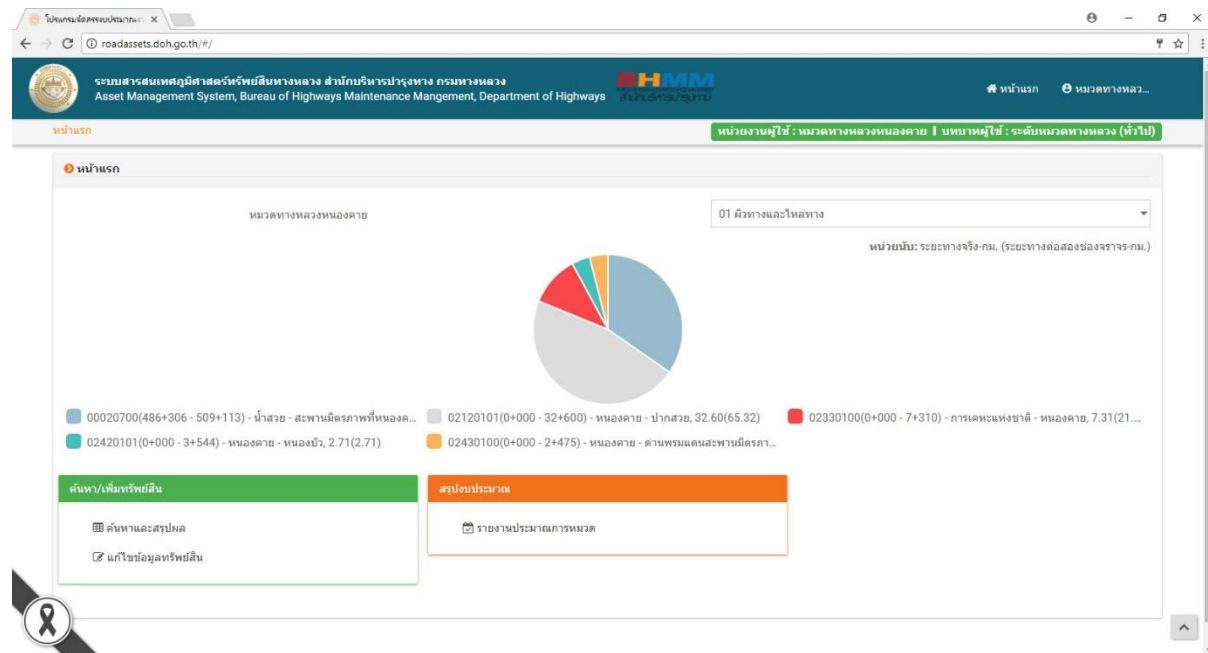 โปรแกรมจัดสรรงบประมาณ
roadassets.doh.go.th/#/
ระบบสารสนเทศภูมิศาสตร์ทรัพย์สินทางหลวง สำนักบริหารบำรุงทาง กรมทางหลวง
Asset Management System, Bureau of Highways Maintenance Mangement, Department of Highways
BHMM
สำนักบริหารบำรุงทาง
หน้าแรก
หมวดทางหลว...
หน้าแรก
หน่วยงานผู้ใช้ : หมวดทางหลวงหนองคาย | บทบาทผู้ใช้ : ระดับหมวดทางหลวง (ทั่วไป)
หน้าแรก
หมวดทางหลวงหนองคาย
01 ผิวทางและไหล่ทาง
หน่วยนับ: ระยะทางจริง-กม. (ระยะทางต่อสองช่องจราจร-กม.)
00020700(486+306 - 509+113) - น้ำสวย - สะพานมิตรภาพที่หนองค...
02120101(0+000 - 32+600) - หนองคาย - ปากสวย, 32.60(65.32)
02330100(0+000 - 7+310) - การเคหะแห่งชาติ - หนองคาย, 7.31(21....
02420101(0+000 - 3+544) - หนองคาย - หนองบัว, 2.71(2.71)
02430100(0+000 - 2+475) - หนองคาย - ด่านพรมแดนสะพานมิตรภา...
ค้นหา/เพิ่มทรัพย์สิน
สรุปงบประมาณ
ค้นหาและสรุปผล
รายงานประมาณการหมวด
แก้ไขข้อมูลทรัพย์สิน